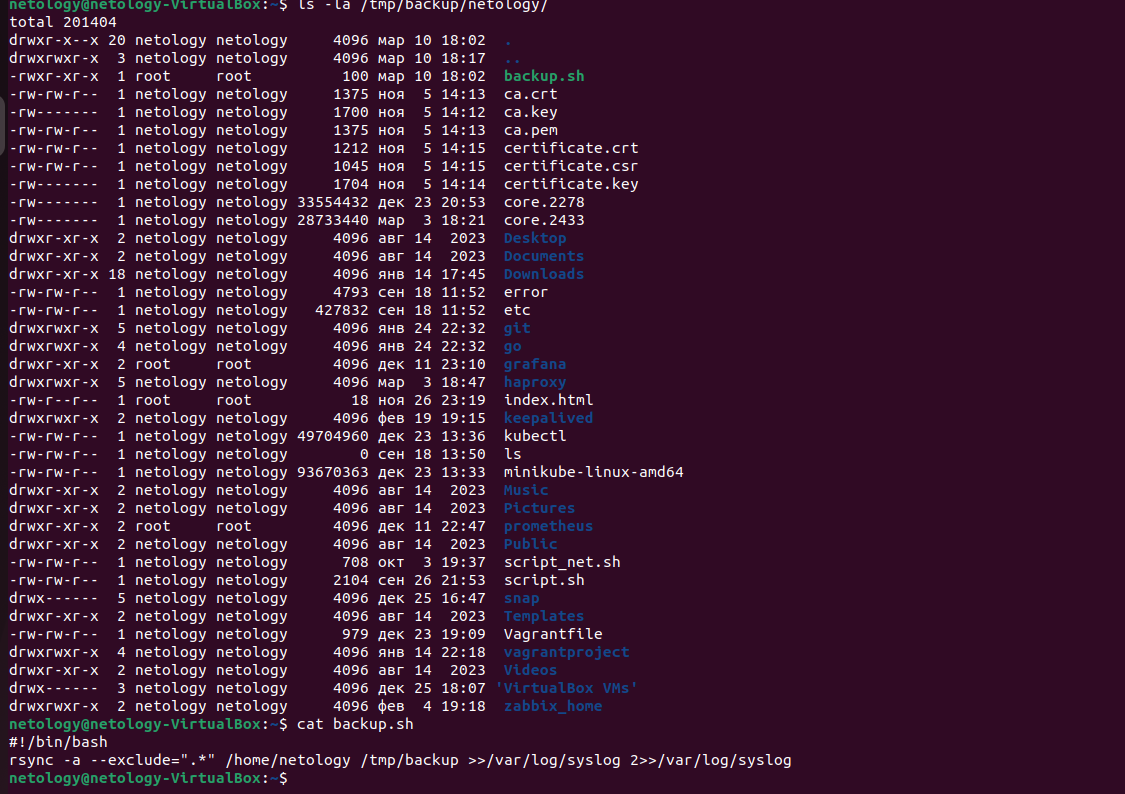 netology@netology-VirtualBox:~$ ls -la /tmp/backup/netology/
total 201404
drwxr-x--x 20 netology netology     4096 мар 10 18:02  .
drwxrwxr-x  3 netology netology     4096 мар 10 18:17  ..
-rwxr-xr-x  1 root     root          100 мар 10 18:02  backup.sh
-rw-rw-r--  1 netology netology     1375 ноя  5 14:13  ca.crt
-rw-------  1 netology netology     1700 ноя  5 14:12  ca.key
-rw-rw-r--  1 netology netology     1375 ноя  5 14:13  ca.pem
-rw-rw-r--  1 netology netology     1212 ноя  5 14:15  certificate.crt
-rw-rw-r--  1 netology netology     1045 ноя  5 14:15  certificate.csr
-rw-------  1 netology netology     1704 ноя  5 14:14  certificate.key
-rw-------  1 netology netology 33554432 дек 23 20:53  core.2278
-rw-------  1 netology netology 28733440 мар  3 18:21  core.2433
drwxr-xr-x  2 netology netology     4096 авг 14  2023  Desktop
drwxr-xr-x  2 netology netology     4096 авг 14  2023  Documents
drwxr-xr-x 18 netology netology     4096 янв 14 17:45  Downloads
-rw-rw-r--  1 netology netology     4793 сен 18 11:52  error
-rw-rw-r--  1 netology netology   427832 сен 18 11:52  etc
drwxrwxr-x  5 netology netology     4096 янв 24 22:32  git
drwxrwxr-x  4 netology netology     4096 янв 24 22:32  go
drwxr-xr-x  2 root     root         4096 дек 11 23:10  grafana
drwxrwxr-x  5 netology netology     4096 мар  3 18:47  haproxy
-rw-r--r--  1 root     root           18 ноя 26 23:19  index.html
drwxrwxr-x  2 netology netology     4096 фев 19 19:15  keepalived
-rw-rw-r--  1 netology netology 49704960 дек 23 13:36  kubectl
-rw-rw-r--  1 netology netology        0 сен 18 13:50  ls
-rw-rw-r--  1 netology netology 93670363 дек 23 13:33  minikube-linux-amd64
drwxr-xr-x  2 netology netology     4096 авг 14  2023  Music
drwxr-xr-x  2 netology netology     4096 авг 14  2023  Pictures
drwxr-xr-x  2 root     root         4096 дек 11 22:47  prometheus
drwxr-xr-x  2 netology netology     4096 авг 14  2023  Public
-rw-rw-r--  1 netology netology      708 окт  3 19:37  script_net.sh
-rw-rw-r--  1 netology netology     2104 сен 26 21:53  script.sh
drwx------  5 netology netology     4096 дек 25 16:47  snap
drwxr-xr-x  2 netology netology     4096 авг 14  2023  Templates
-rw-rw-r--  1 netology netology      979 дек 23 19:09  Vagrantfile
drwxrwxr-x  4 netology netology     4096 янв 14 22:18  vagrantproject
drwxr-xr-x  2 netology netology     4096 авг 14  2023  Videos
drwx------  3 netology netology     4096 дек 25 18:07 'VirtualBox VMs'
drwxrwxr-x  2 netology netology     4096 фев  4 19:18  zabbix_home
netology@netology-VirtualBox:~$ cat backup.sh
#!/bin/bash
rsync -a --exclude=".*" /home/netology /tmp/backup >>/var/log/syslog 2>>/var/log/syslog
netology@netology-VirtualBox:~$